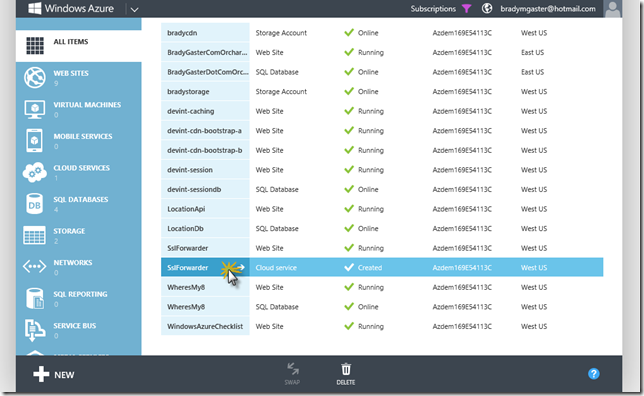 Windows Azure
Subscriptions
bradymgaster@hotmail.com
ALL ITEMS
WEB SITES
9
VIRTUAL MACHINES
0
MOBILE SERVICES
0
CLOUD SERVICES
1
SQL DATABASES
4
STORAGE
2
NETWORKS
0
SQL REPORTING
0
SERVICE BUS
0
bradycdn Storage Account Online Azdem169E54113C West US
BradyGasterComOrchar... Web Site Running Azdem169E54113C East US
BradyGasterDotComOrc... SQL Database Online Azdem169E54113C East US
bradystorage Storage Account Online Azdem169E54113C West US
devint-caching Web Site Running Azdem169E54113C West US
devint-cdn-bootstrap-a Web Site Running Azdem169E54113C West US
devint-cdn-bootstrap-b Web Site Running Azdem169E54113C West US
devint-session Web Site Running Azdem169E54113C West US
devint-sessiondb SQL Database Online Azdem169E54113C West US
LocationApi Web Site Running Azdem169E54113C West US
LocationDb SQL Database Online Azdem169E54113C West US
SslForwarder Web Site Running Azdem169E54113C West US
SslForwarder Cloud service Created Azdem169E54113C West US
WheresMy8 Web Site Running Azdem169E54113C West US
WheresMy8 SQL Database Online Azdem169E54113C West US
WindowsAzureChecklist Web Site Running Azdem169E54113C West US
NEW
SWAP
DELETE
?